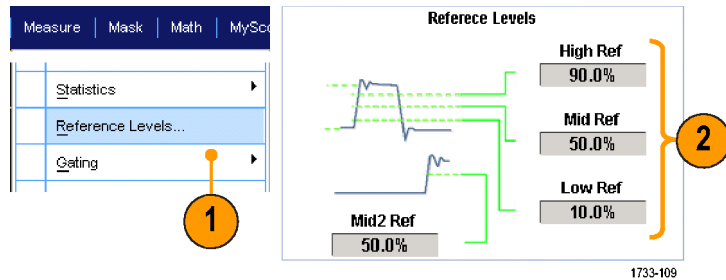 Measure | Mask | Math | MySco
Statistics
Reference Levels...
Gating
1
Referece Levels
High Ref
90.0%
Mid Ref
50.0%
Low Ref
10.0%
Mid2 Ref
50.0%
2
1733-109